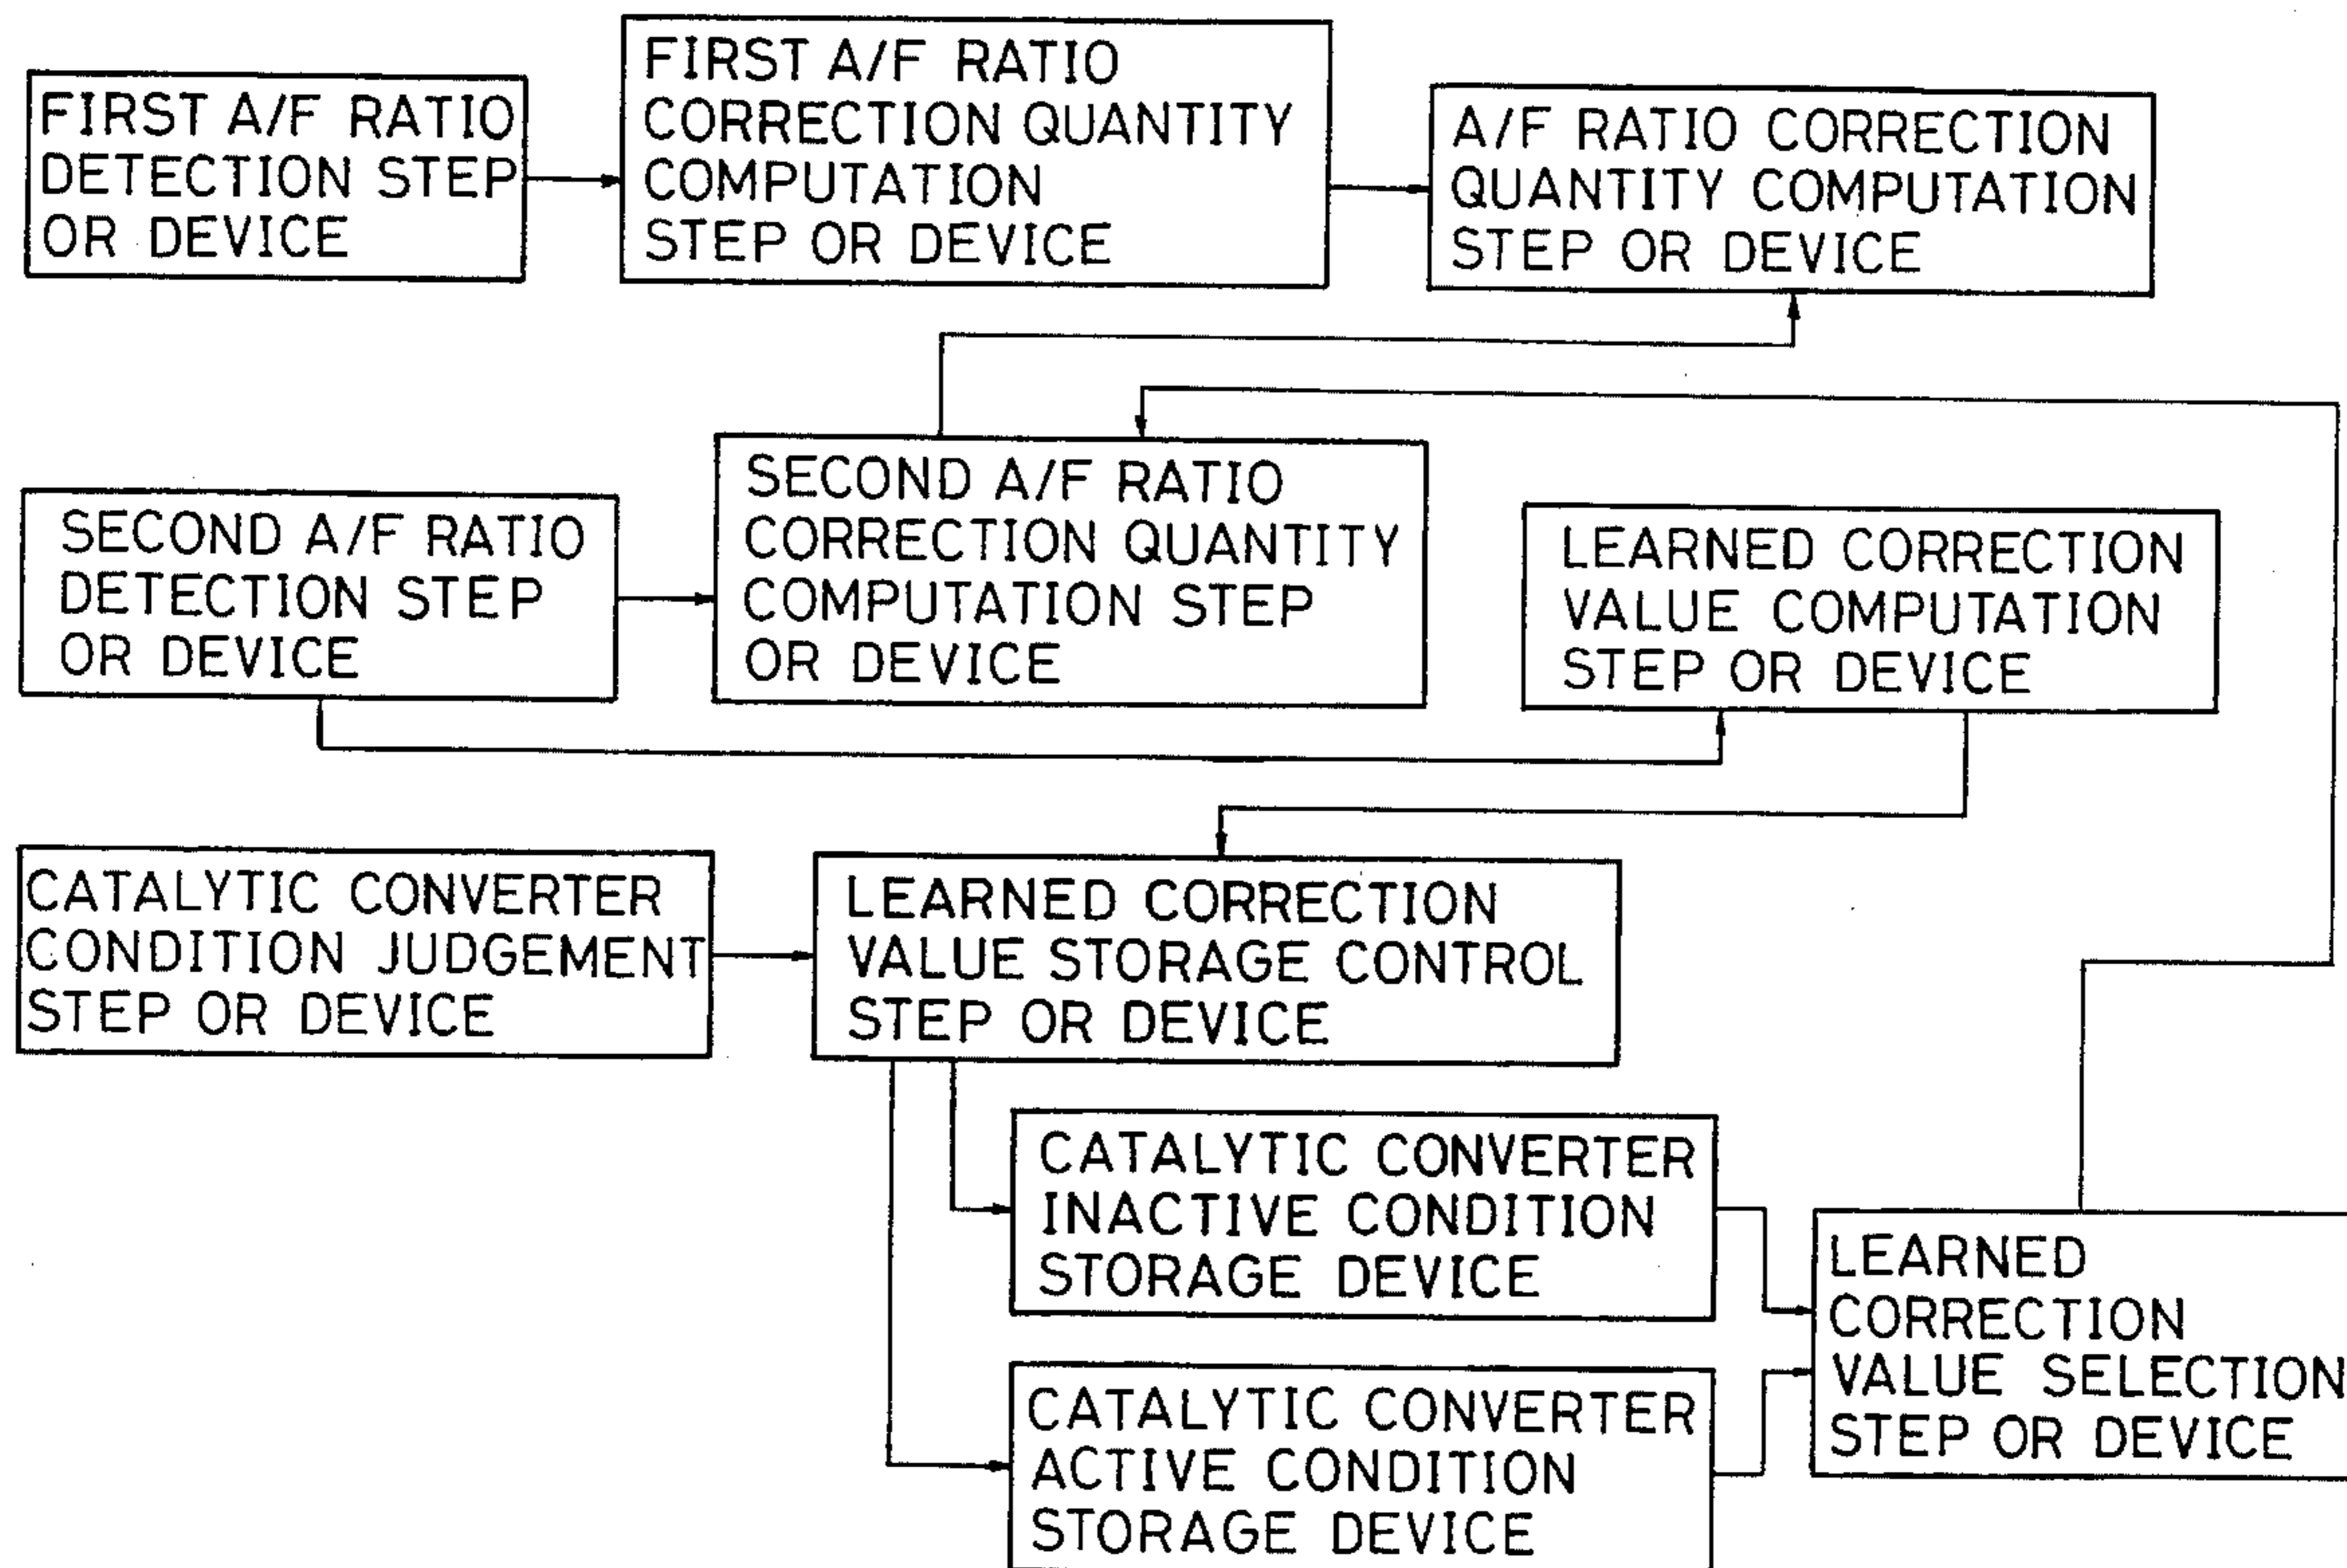 FIRST A/F RATIO
DETECTION STEP
OR DEVICE
FIRST A/F RATIO
CORRECTION QUANTITY
COMPUTATION
STEP OR DEVICE
A/F RATIO CORRECTION
QUANTITY COMPUTATION
STEP OR DEVICE
SECOND A/F RATIO
DETECTION STEP
OR DEVICE
SECOND A/F RATIO
CORRECTION QUANTITY
COMPUTATION STEP
OR DEVICE
LEARNED CORRECTION
VALUE COMPUTATION
STEP OR DEVICE
CATALYTIC CONVERTER
CONDITION JUDGEMENT
STEP OR DEVICE
LEARNED CORRECTION
VALUE STORAGE CONTROL
STEP OR DEVICE
CATALYTIC CONVERTER
INACTIVE CONDITION
STORAGE DEVICE
CATALYTIC CONVERTER
ACTIVE CONDITION
STORAGE DEVICE
LEARNED
CORRECTION
VALUE SELECTION
STEP OR DEVICE